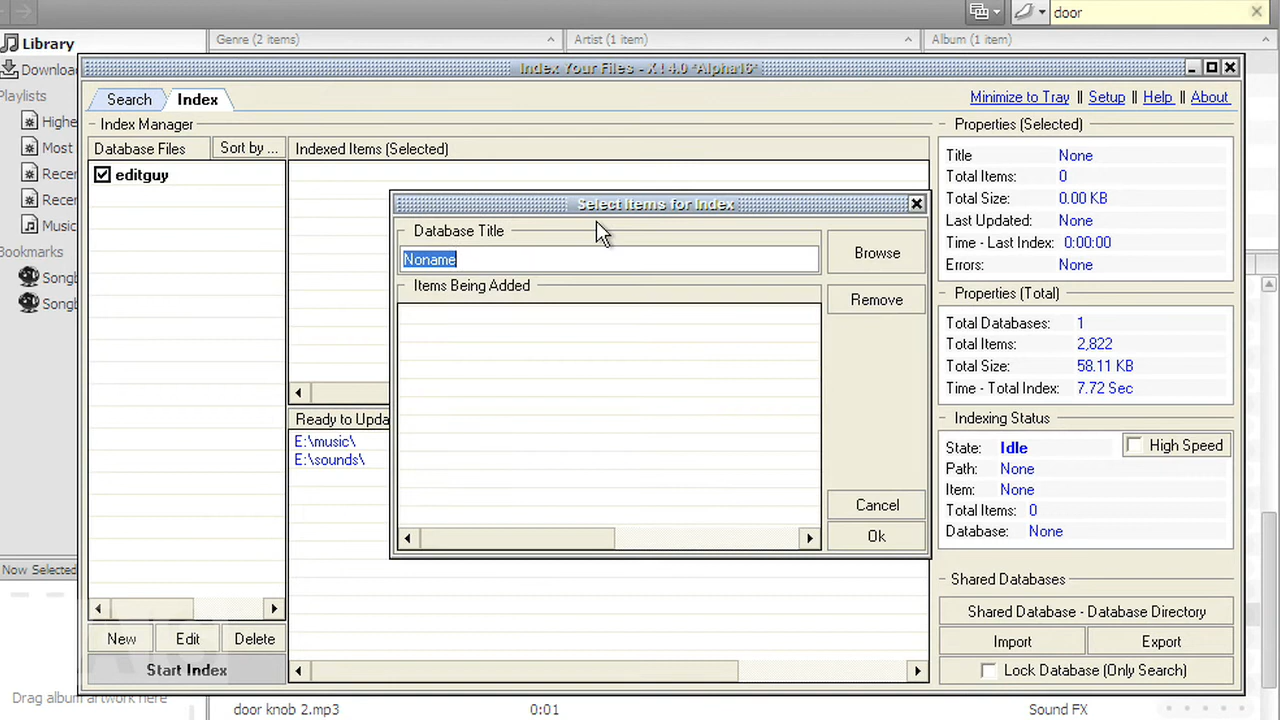 door
Library
Genre (2 items)
Artist (1 item)
Album (1 item)
Downloa
Playlists
Highe
Most
Recen
Recen
Music
Bookmarks
Songb
Songb
Now Selected
Drag album artwork here
Index Your Files - X ! 4.0 *Alpha16*
Search
Index
Minimize to Tray || Setup || Help || About
Index Manager
Database Files
Sort by ...
Indexed Items (Selected)
editguy
Select Items for Index
Database Title
Noname
Browse
Items Being Added
Remove
Cancel
Ok
Ready to Upda
E:\music\
E:\sounds\
New
Edit
Delete
Start Index
Properties (Selected)
Title None
Total Items: 0
Total Size: 0.00 KB
Last Updated: None
Time - Last Index: 0:00:00
Errors: None
Properties (Total)
Total Databases: 1
Total Items: 2,822
Total Size: 58.11 KB
Time - Total Index: 7.72 Sec
Indexing Status
State: Idle
High Speed
Path: None
Item: None
Total Items: 0
Database: None
Shared Databases
Shared Database - Database Directory
Import
Export
Lock Database (Only Search)
door knob 2.mp3
0:01
Sound FX